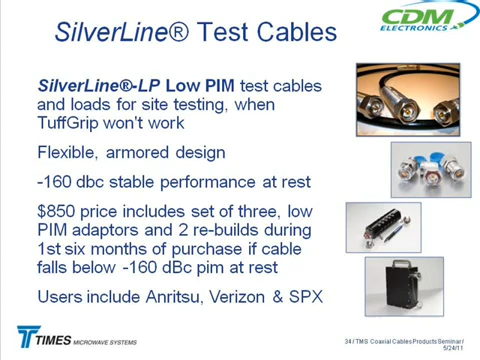 CDM
ELECTRONICS
SilverLine® Test Cables
SilverLine®-LP Low PIM test cables
and loads for site testing, when
TuffGrip won't work
Flexible, armored design
-160 dbc stable performance at rest
$850 price includes set of three, low
PIM adaptors and 2 re-builds during
1st six months of purchase if cable
falls below -160 dBc pim at rest
Users include Anritsu, Verizon & SPX
TIMES MICROWAVE SYSTEMS
34 / TMS Coaxial Cables Products Seminar /
5/24/11